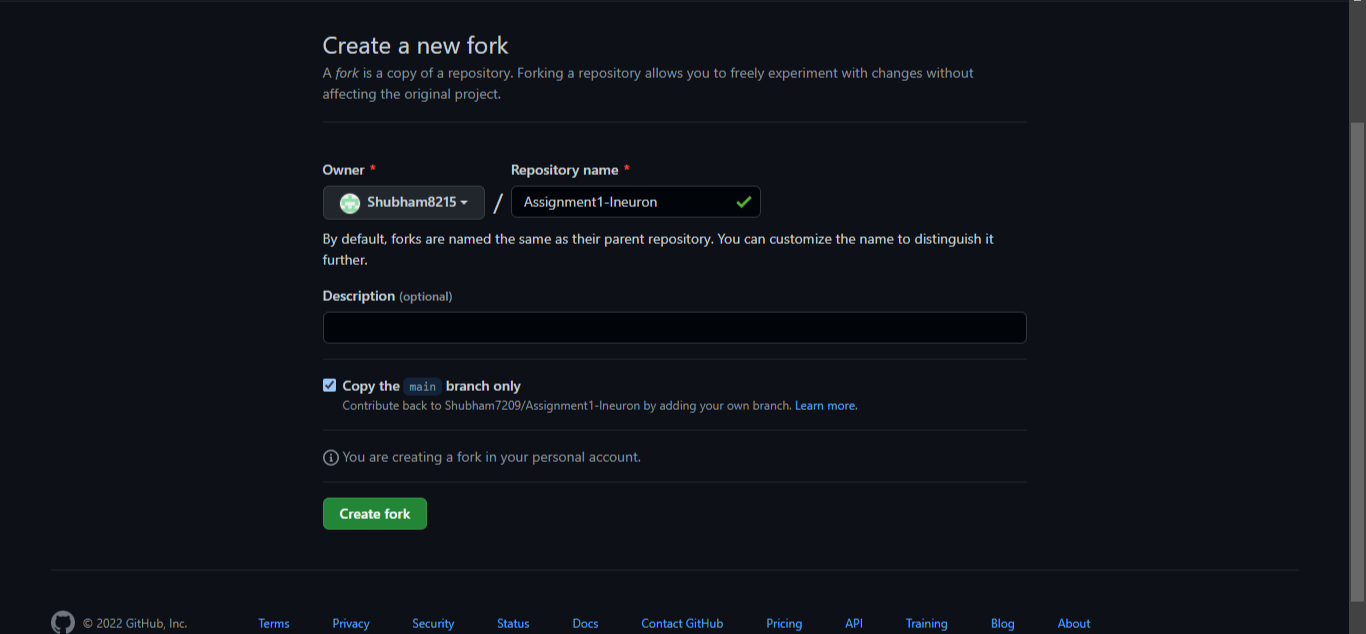 Create a new fork
A fork is a copy of a repository. Forking a repository allows you to freely experiment with changes without
affecting the original project.
Owner * Repository name *
Shubham8215 / Assignment1-Ineuron
By default, forks are named the same as their parent repository. You can customize the name to distinguish it
further.
Description (optional)
Copy the main branch only
Contribute back to Shubham7209/Assignment1-Ineuron by adding your own branch. Learn more.
You are creating a fork in your personal account.
Create fork
© 2022 GitHub, Inc. Terms Privacy Security Status Docs Contact GitHub Pricing API Training Blog About